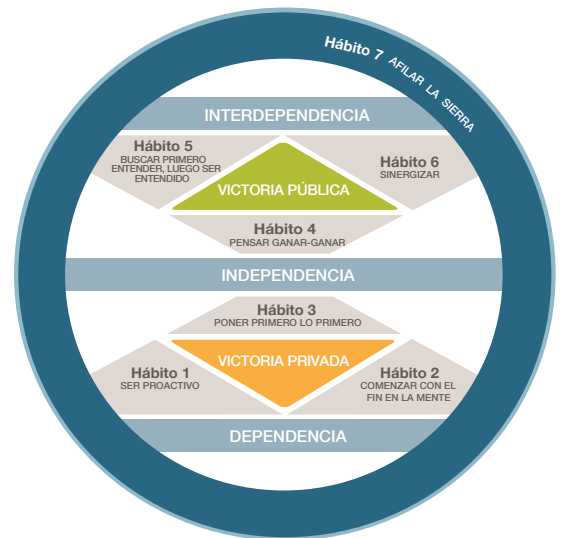 Hábito 7 AFILAR LA SIERRA
INTERDEPENDENCIA
Hábito 5
BUSCAR PRIMERO
ENTENDER, LUEGO SER
ENTENDIDO
Hábito 6
SINERGIZAR
VICTORIA PÚBLICA
Hábito 4
PENSAR GANAR-GANAR
INDEPENDENCIA
Hábito 3
PONER PRIMERO LO PRIMERO
VICTORIA PRIVADA
Hábito 1
SER PROACTIVO
Hábito 2
COMENZAR CON EL
FIN EN LA MENTE
DEPENDENCIA